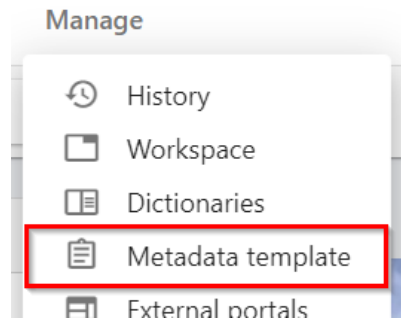 Manage
History
Workspace
Dictionaries
Metadata template
External portals